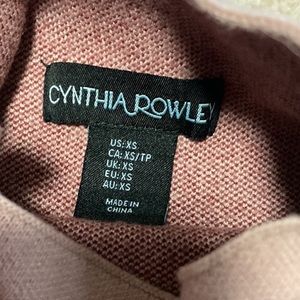 CYNTHIA ROWLEY
US: XS
CA: XS/TP
UK: XS
EU: XS
AU: XS
MADE IN
CHINA